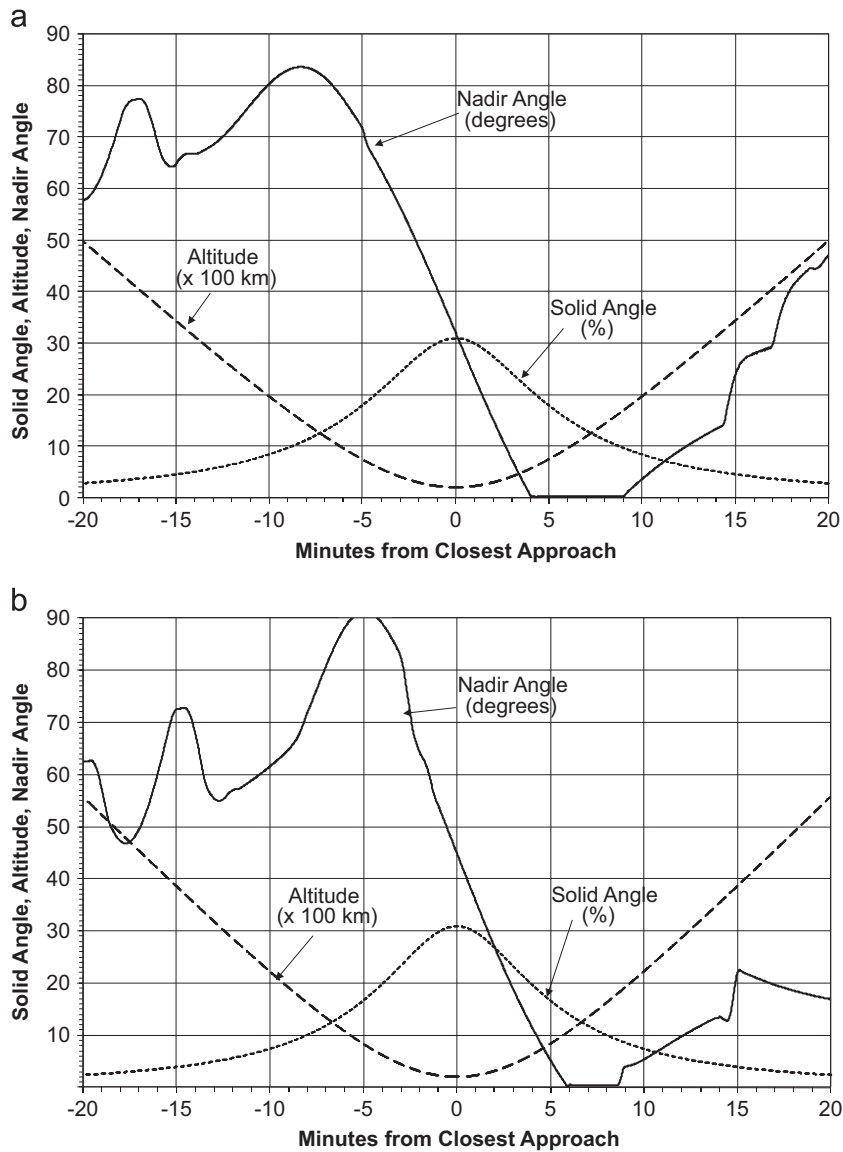 a
90
80
70
60
50
40
30
20
10
0
Solid Angle, Altitude, Nadir Angle
Nadir Angle
(degrees)
Altitude
(x 100 km)
Solid Angle
(%)
-20 -15 -10 -5 0 5 10 15 20
Minutes from Closest Approach
b
90
80
70
60
50
40
30
20
10
Solid Angle, Altitude, Nadir Angle
Nadir Angle
(degrees)
Altitude
(x 100 km)
Solid Angle
(%)
-20 -15 -10 -5 0 5 10 15 20
Minutes from Closest Approach